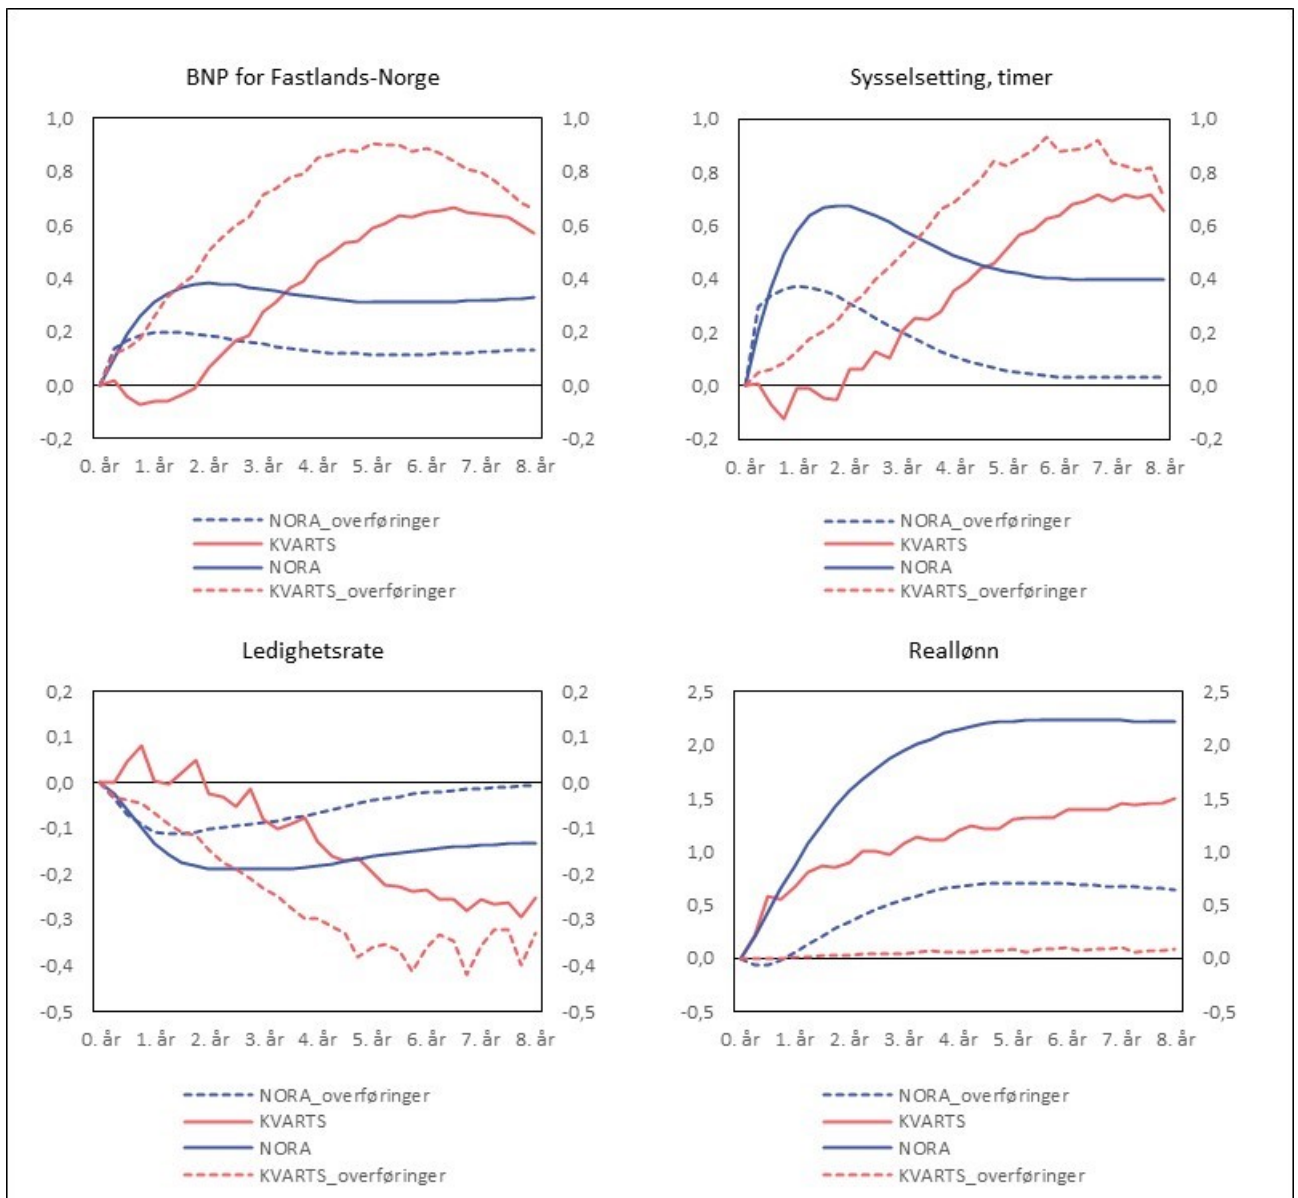 BNP for Fastlands-Norge
1,0 1,0
0,8 0,8
0,6 0,6
0,4 0,4
0,2 0,2
0,0 0,0
-0,2 -0,2
0. år 1. år 2. år 3. år 4. år 5. år 6. år 7. år 8. år
NORA_overføringer
KVARTS
NORA
KVARTS_overføringer
Sysselsetting, timer
1,0 1,0
0,8 0,8
0,6 0,6
0,4 0,4
0,2 0,2
0,0 0,0
-0,2 -0,2
0. år 1. år 2. år 3. år 4. år 5. år 6. år 7. år 8. år
NORA_overføringer
KVARTS
NORA
KVARTS_overføringer
Ledighetsrate
0,2 0,2
0,1 0,1
0,0 0,0
-0,1 -0,1
-0,2 -0,2
-0,3 -0,3
-0,4 -0,4
-0,5 -0,5
0. år 1. år 2. år 3. år 4. år 5. år 6. år 7. år 8. år
NORA_overføringer
KVARTS
NORA
KVARTS_overføringer
Reallønn
2,5 2,5
2,0 2,0
1,5 1,5
1,0 1,0
0,5 0,5
0,0 0,0
-0,5 -0,5
0. år 1. år 2. år 3. år 4. år 5. år 6. år 7. år 8. år
NORA_overføringer
KVARTS
NORA
KVARTS_overføringer